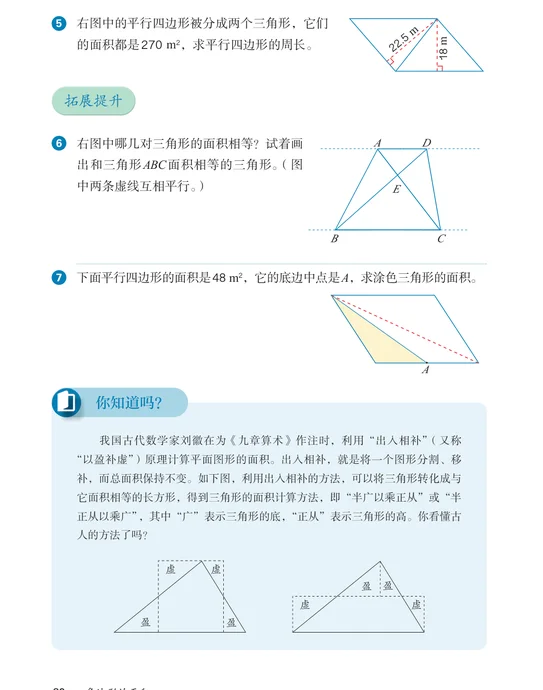 5 右图中的平行四边形被分成两个三角形，它们
的面积都是270 m²，求平行四边形的周长。
22.5 m
18 m
拓展提升
6 右图中哪几对三角形的面积相等？试着画
出和三角形ABC面积相等的三角形。（图
中两条虚线互相平行。）
A D
E
B C
7 下面平行四边形的面积是48 m²，它的底边中点是A，求涂色三角形的面积。
A
你知道吗？
我国古代数学家刘徽在为《九章算术》作注时，利用“出入相补”（又称
“以盈补虚”）原理计算平面图形的面积。出入相补，就是将一个图形分割、移
补，而总面积保持不变。如下图，利用出入相补的方法，可以将三角形转化成与
它面积相等的长方形，得到三角形的面积计算方法，即“半广以乘正从”或“半
正从以乘广”，其中“广”表示三角形的底，“正从”表示三角形的高。你看懂古
人的方法了吗？
虚 虚
盈 盈
盈 盈
虚 虚